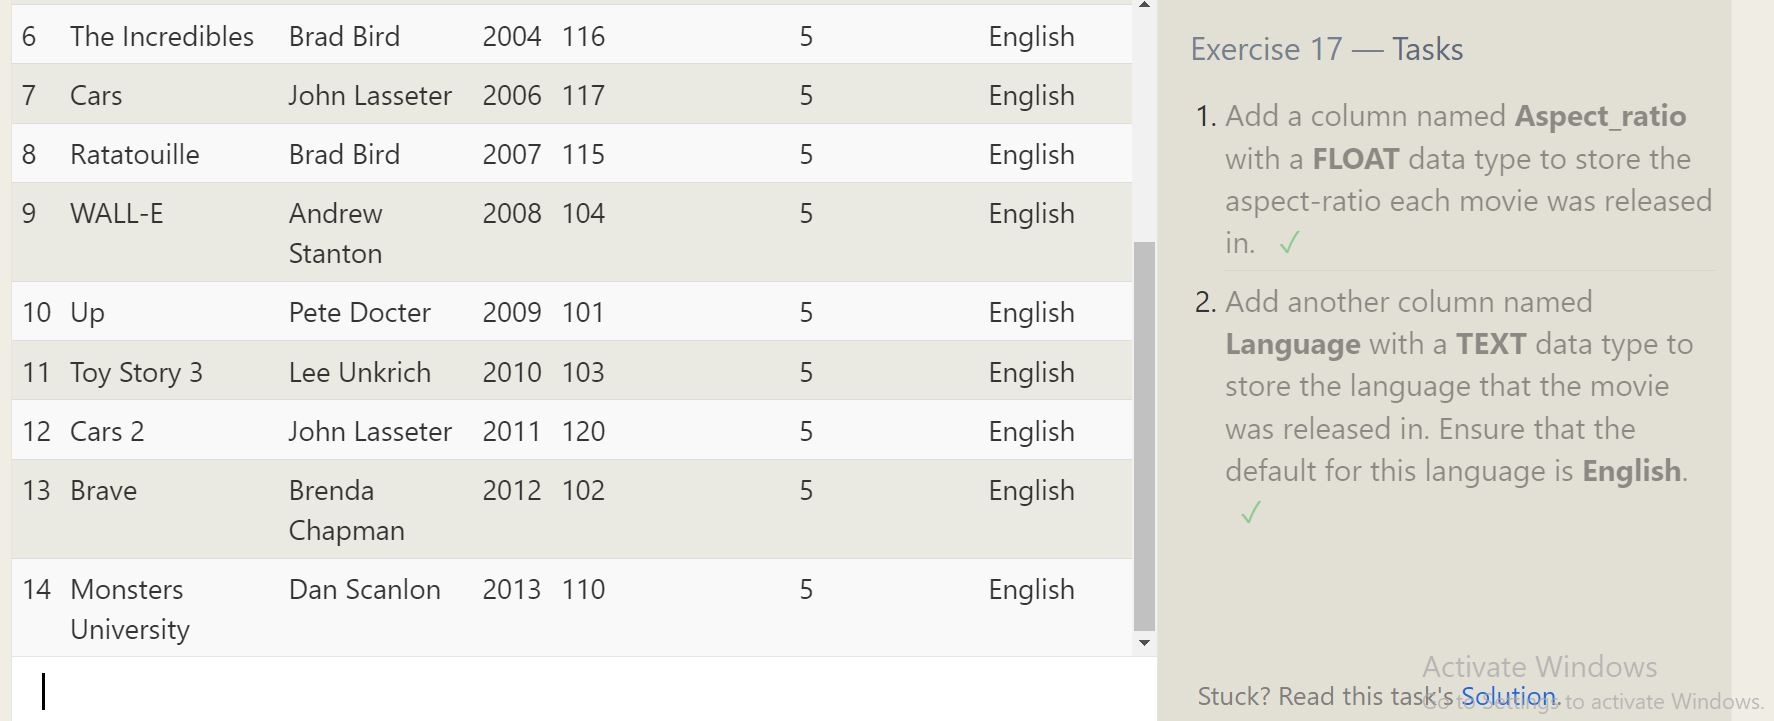 6 The Incredibles Brad Bird 2004 116 5 English
7 Cars John Lasseter 2006 117 5 English
8 Ratatouille Brad Bird 2007 115 5 English
9 WALL-E Andrew 2008 104 5 English
Stanton
10 Up Pete Docter 2009 101 5 English
11 Toy Story 3 Lee Unkrich 2010 103 5 English
12 Cars 2 John Lasseter 2011 120 5 English
13 Brave Brenda 2012 102 5 English
Chapman
14 Monsters Dan Scanlon 2013 110 5 English
University
Exercise 17 — Tasks
1. Add a column named Aspect_ratio
with a FLOAT data type to store the
aspect-ratio each movie was released
in. ✓
2. Add another column named
Language with a TEXT data type to
store the language that the movie
was released in. Ensure that the
default for this language is English.
✓
Stuck? Read this task's Solution.
Activate Windows
Go to Settings to activate Windows.